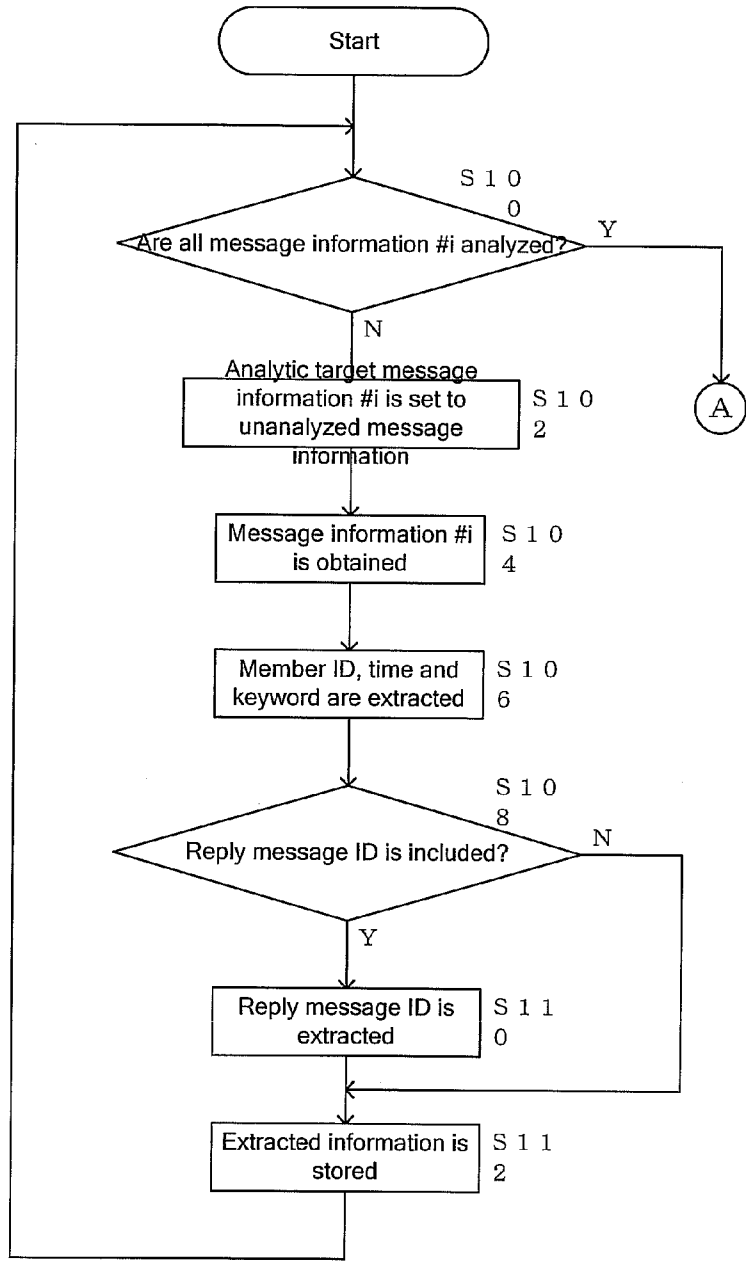 Start
S 1 0
0
Are all message information #i analyzed?
Y
N
Analytic target message
information #i is set to
unanalyzed message
information
S 1 0
2
A
Message information #i
is obtained
S 1 0
4
Member ID, time and
keyword are extracted
S 1 0
6
S 1 0
8
Reply message ID is included?
N
Y
Reply message ID is
extracted
S 1 1
0
Extracted information is
stored
S 1 1
2